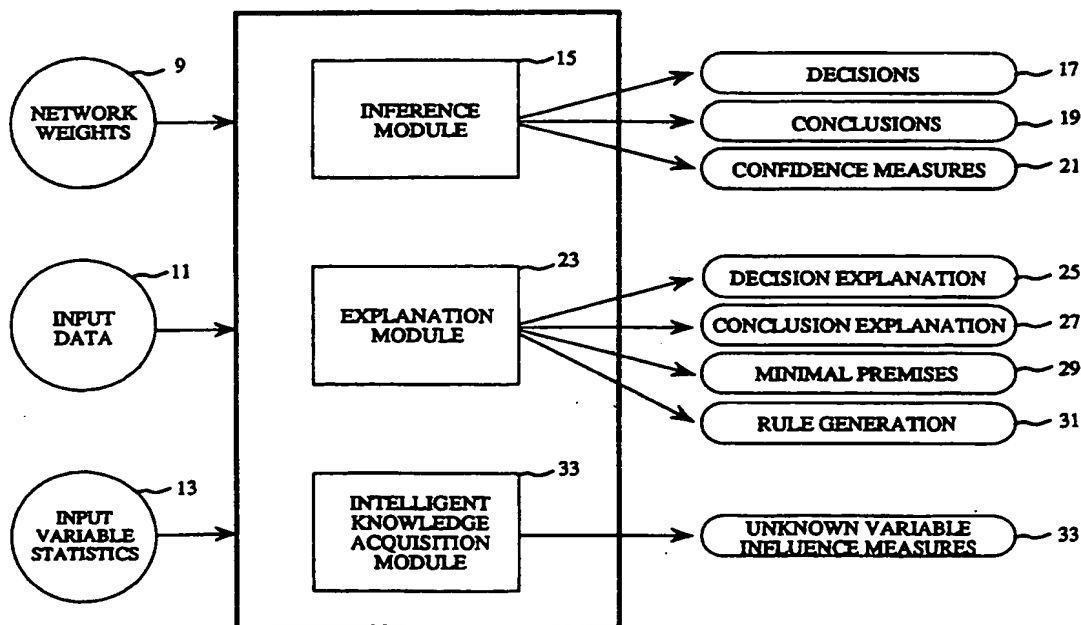 9
NETWORK
WEIGHTS
15
INFERENCE
MODULE
DECISIONS
17
CONCLUSIONS
19
CONFIDENCE MEASURES
21
11
INPUT
DATA
23
EXPLANATION
MODULE
DECISION EXPLANATION
25
CONCLUSION EXPLANATION
27
MINIMAL PREMISES
29
RULE GENERATION
31
13
INPUT
VARIABLE
STATISTICS
33
INTELLIGENT
KNOWLEDGE
ACQUISITION
MODULE
UNKNOWN VARIABLE
INFLUENCE MEASURES
33